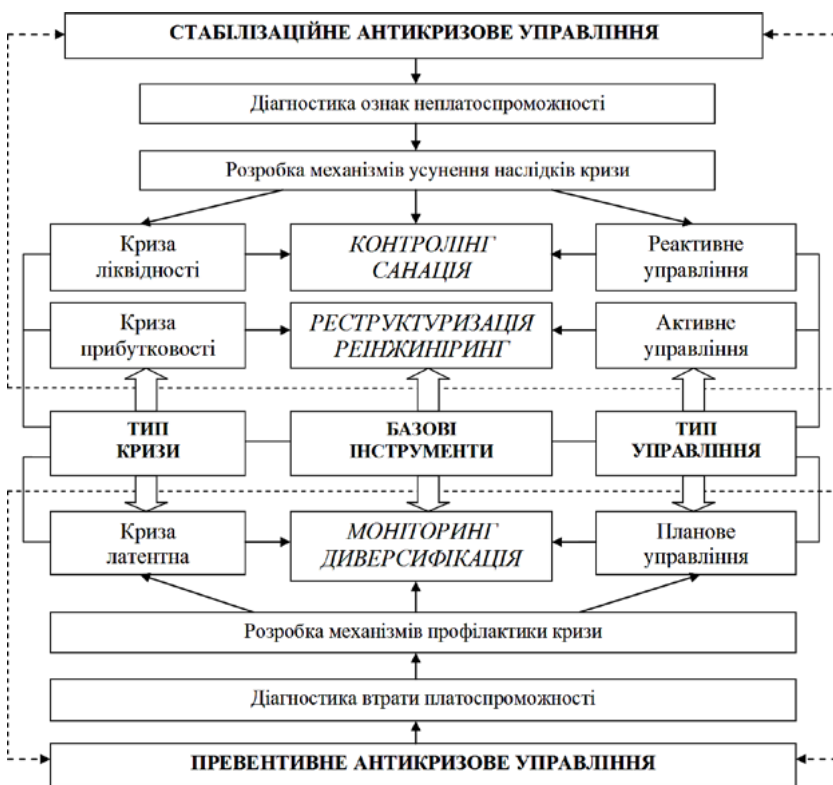 СТАБІЛІЗАЦІЙНЕ АНТИКРИЗОВЕ УПРАВЛІННЯ
Діагностика ознак неплатоспроможності
Розробка механізмів усунення наслідків кризи
Криза
ліквідності
КОНТРОЛІНГ
САНАЦІЯ
Реактивне
управління
Криза
прибутковості
РЕСТРУКТУРИЗАЦІЯ
РЕІНЖИНІРИНГ
Активне
управління
ТИП
КРИЗИ
БАЗОВІ
ІНСТРУМЕНТИ
ТИП
УПРАВЛІННЯ
Криза
латентна
МОНІТОРИНГ
ДИВЕРСИФІКАЦІЯ
Планове
управління
Розробка механізмів профілактики кризи
Діагностика втрати платоспроможності
ПРЕВЕНТИВНЕ АНТИКРИЗОВЕ УПРАВЛІННЯ